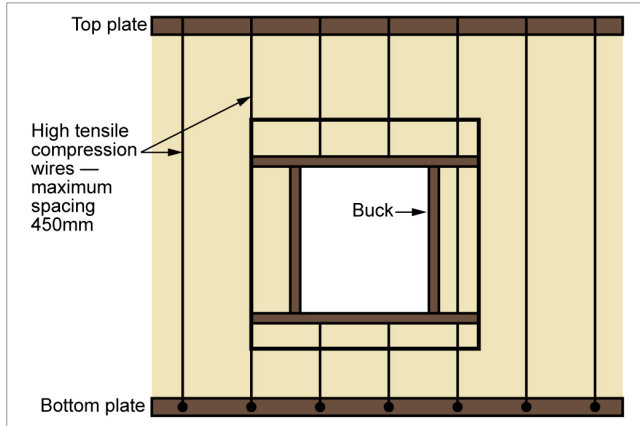 Top plate
High tensile
compression
wires —
maximum
spacing
450mm
Buck
Bottom plate